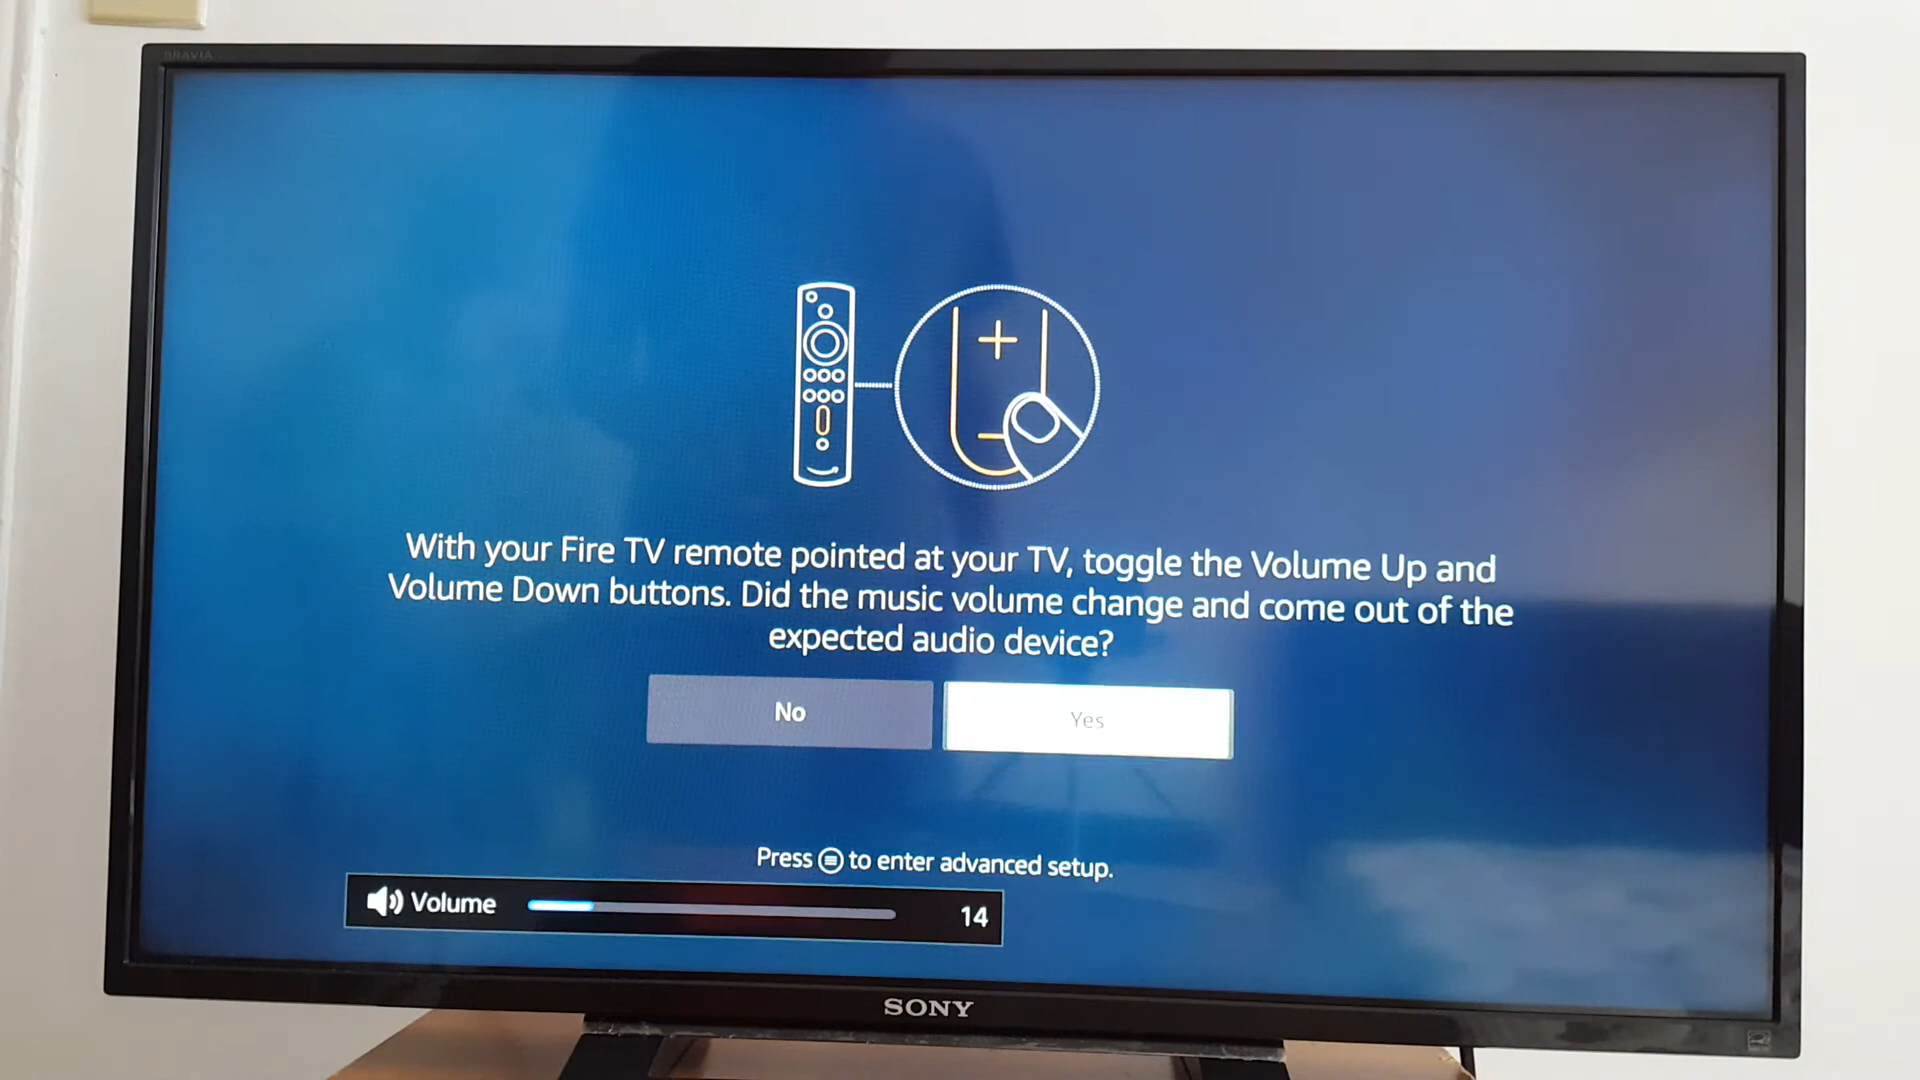 BRAVIA
With your Fire TV remote pointed at your TV, toggle the Volume Up and
Volume Down buttons. Did the music volume change and come out of the
expected audio device?
No
Yes
Press to enter advanced setup.
Volume
14
SONY